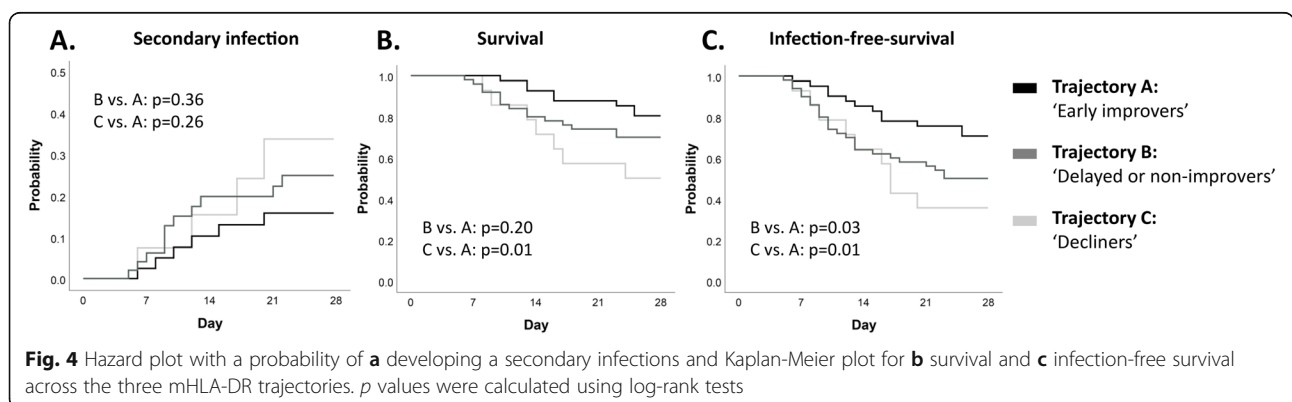 A. Secondary infection
Probability
0.5
0.4
0.3
0.2
0.1
0.0
B vs. A: p=0.36
C vs. A: p=0.26
0 7 14 21 28
Day
B. Survival
Probability
1.0
0.8
0.6
0.4
0.2
0.0
B vs. A: p=0.20
C vs. A: p=0.01
0 7 14 21 28
Day
C. Infection-free-survival
Probability
1.0
0.8
0.6
0.4
0.2
0.0
B vs. A: p=0.03
C vs. A: p=0.01
0 7 14 21 28
Day
Trajectory A:
'Early improvers'
Trajectory B:
'Delayed or non-improvers'
Trajectory C:
'Decliners'
Fig. 4 Hazard plot with a probability of a developing a secondary infections and Kaplan-Meier plot for b survival and c infection-free survival
across the three mHLA-DR trajectories. p values were calculated using log-rank tests